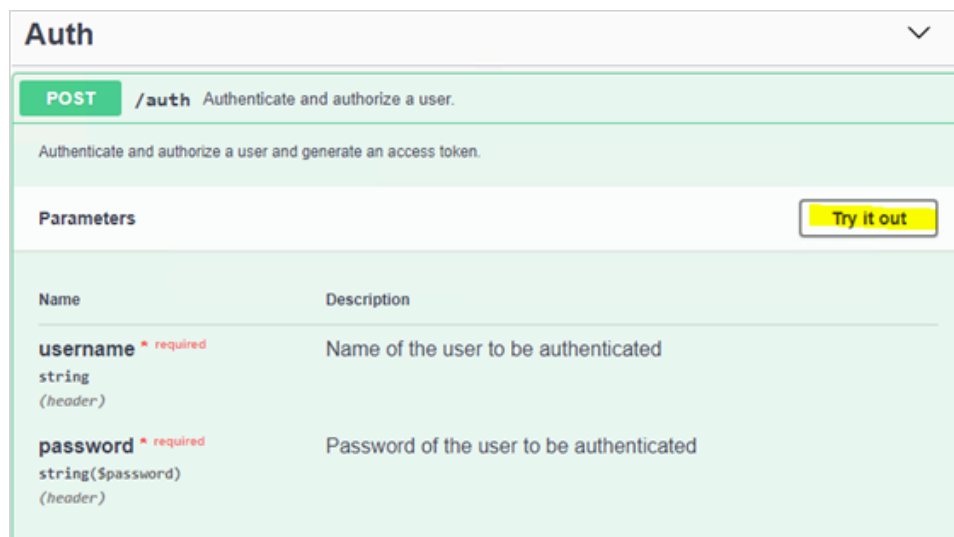 Auth
POST /auth Authenticate and authorize a user.
Authenticate and authorize a user and generate an access token.
Parameters Try it out
Name Description
username * required Name of the user to be authenticated
string
(header)
password * required Password of the user to be authenticated
string($password)
(header)